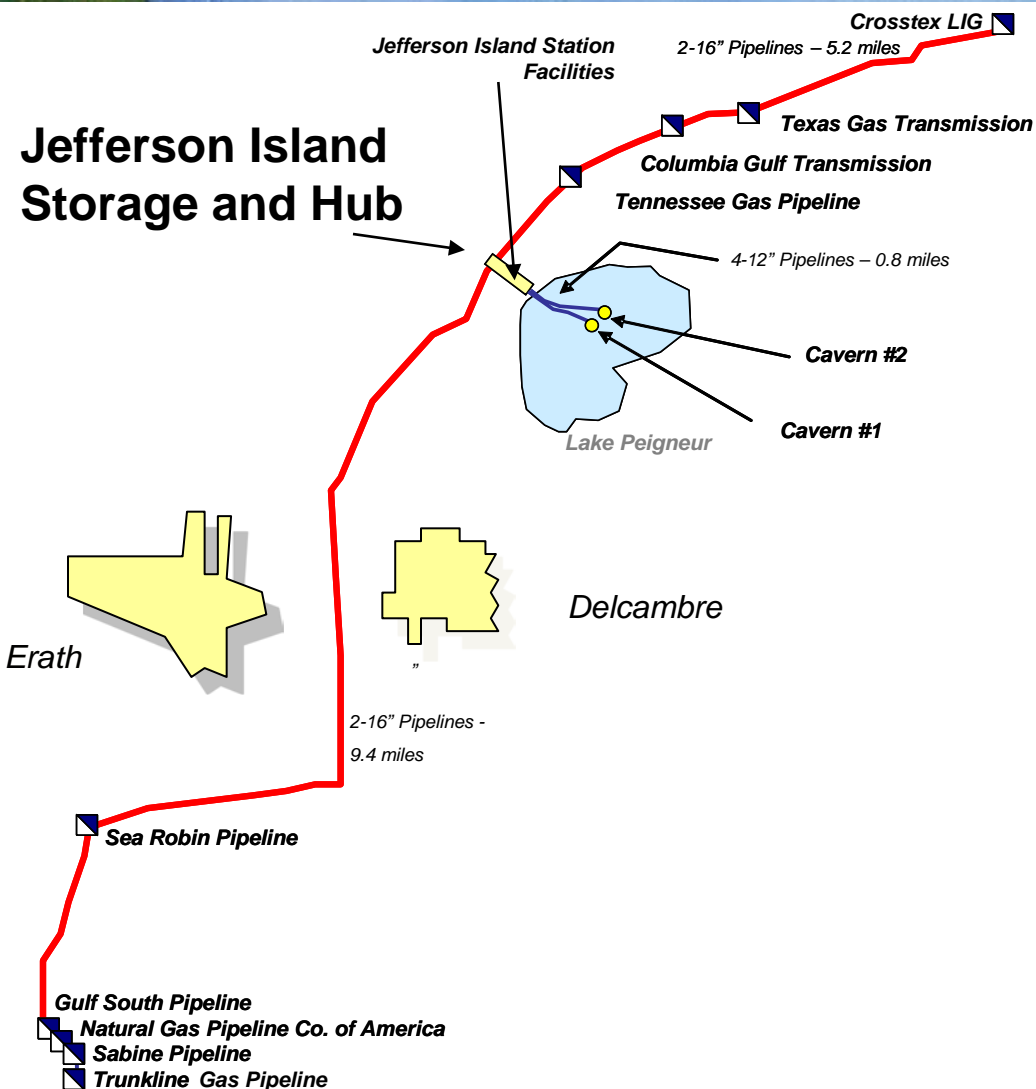 Crosstex LIG
2-16” Pipelines – 5.2 miles
Jefferson Island Station
Facilities
Jefferson Island
Storage and Hub
Texas Gas Transmission
Columbia Gulf Transmission
Tennessee Gas Pipeline
4-12” Pipelines – 0.8 miles
Cavern #2
Cavern #1
Lake Peigneur
Delcambre
Erath
”
2-16” Pipelines -
9.4 miles
Sea Robin Pipeline
Gulf South Pipeline
Natural Gas Pipeline Co. of America
Sabine Pipeline
Trunkline Gas Pipeline